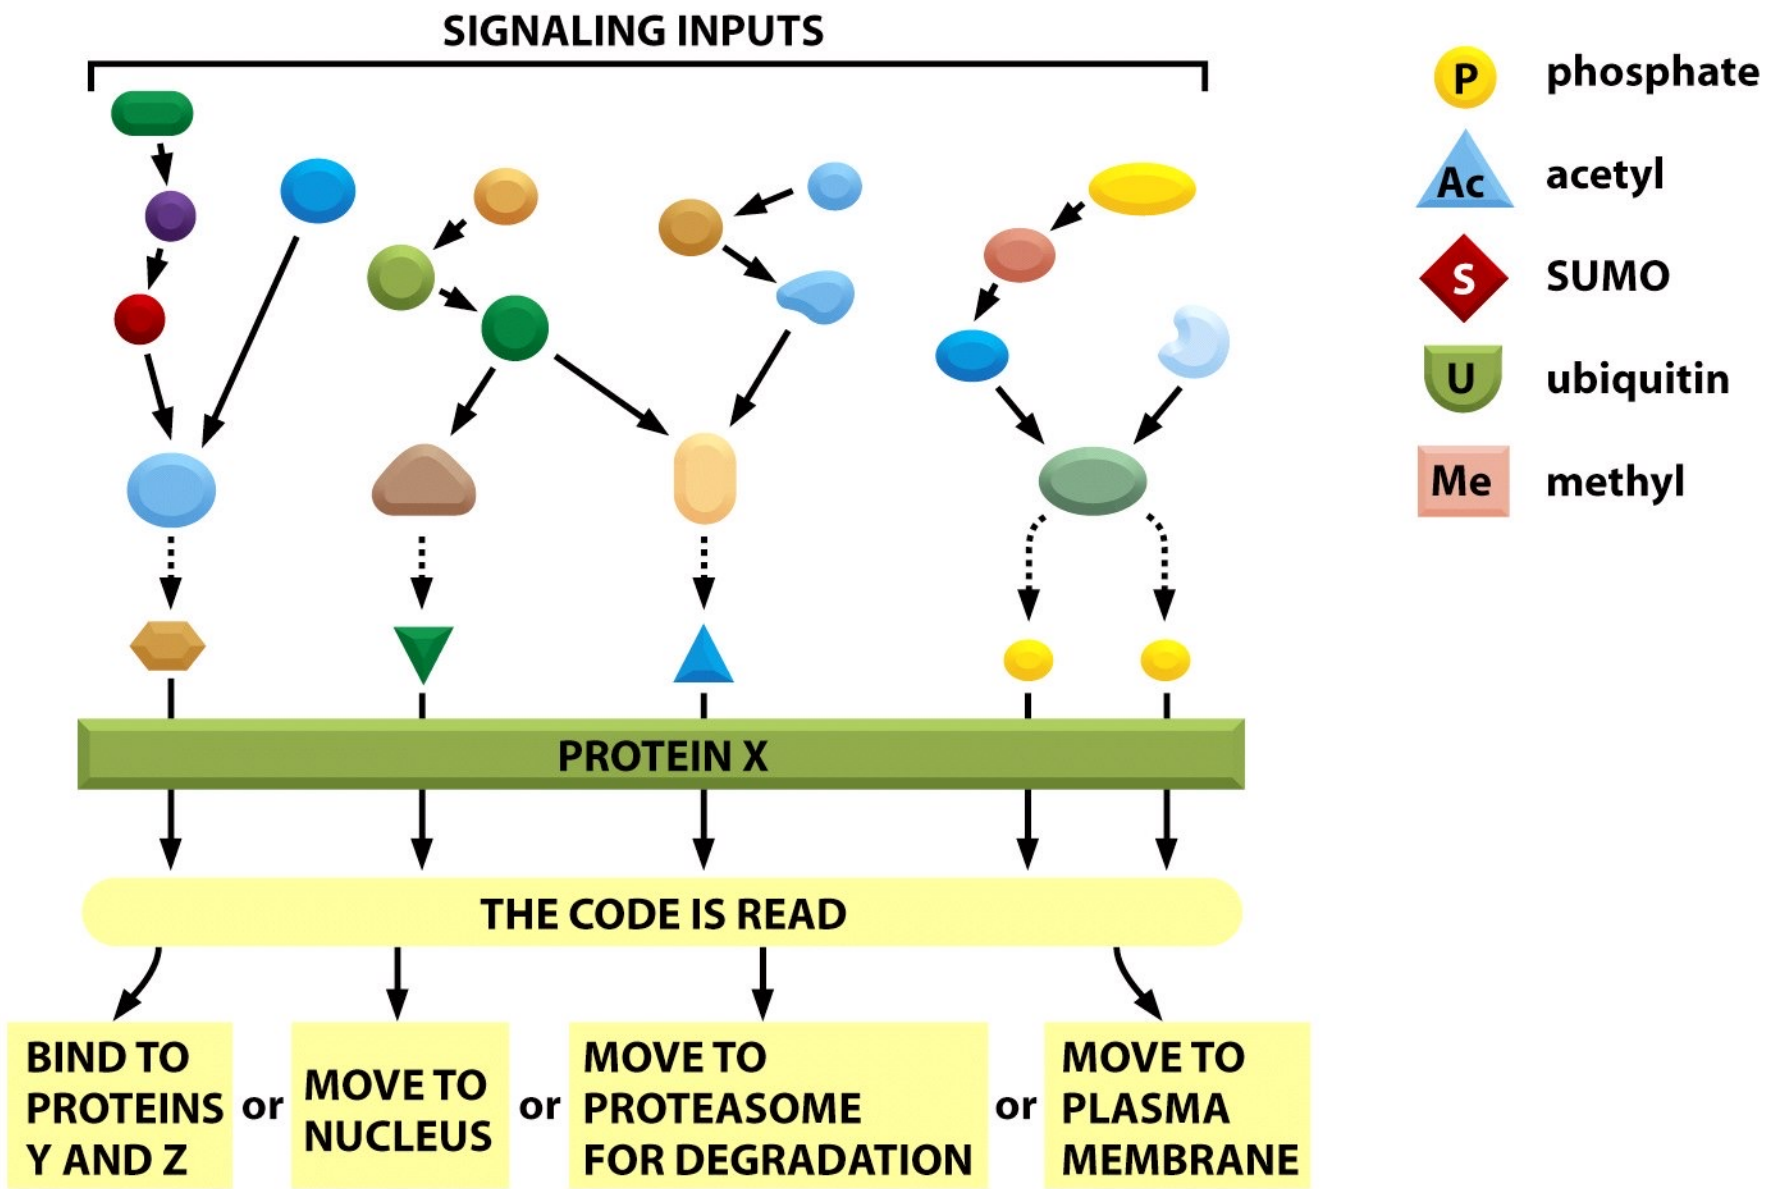 SIGNALING INPUTS
P phosphate
Ac acetyl
S SUMO
U ubiquitin
Me methyl
PROTEIN X
THE CODE IS READ
BIND TO
PROTEINS
Y AND Z
or
MOVE TO
NUCLEUS
or
MOVE TO
PROTEASOME
FOR DEGRADATION
or
MOVE TO
PLASMA
MEMBRANE